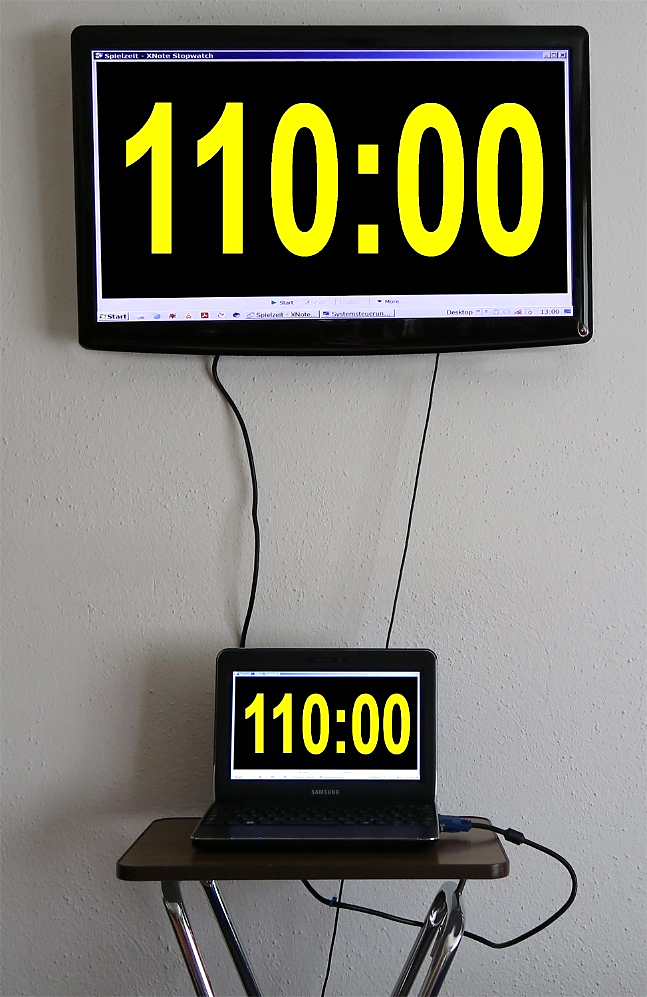 Spielzeit - XNote Stopwatch
110:00
Start
More...
Start
Spielzeit - XNote...
Systemsteuerun...
Desktop
13:00
110:00
SAMSUNG